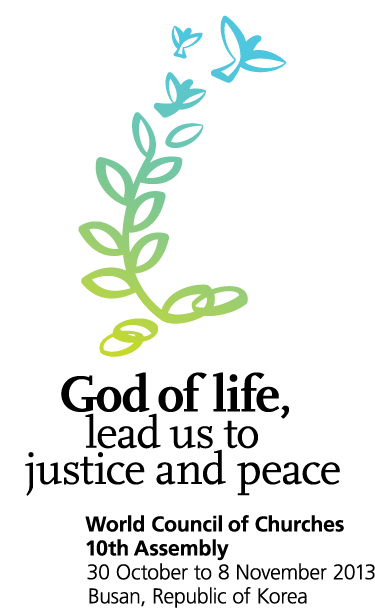 God of life,
lead us to
justice and peace
World Council of Churches
10th Assembly
30 October to 8 November 2013
Busan, Republic of Korea